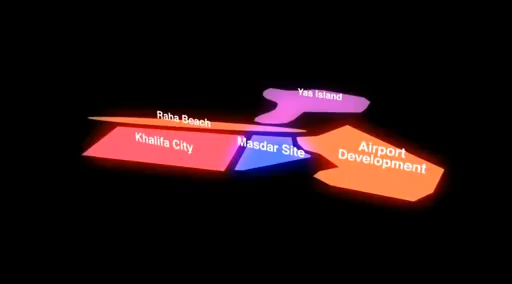 Yas Island
Raha Beach
Khalifa City
Masdar Site
Airport
Development